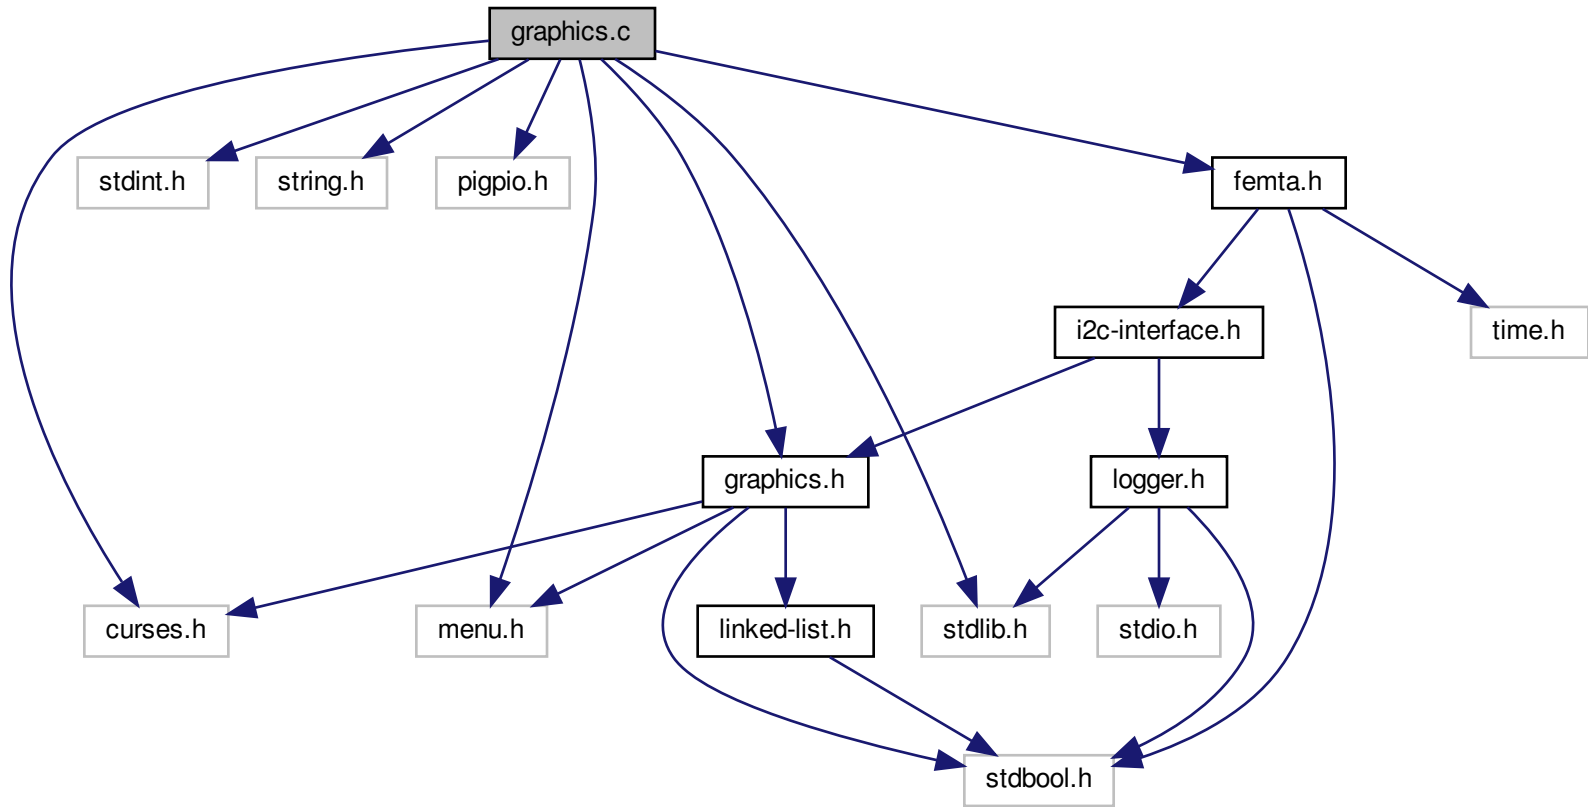 graphics.c
stdint.h
string.h
pigpio.h
femta.h
i2c-interface.h
time.h
graphics.h
logger.h
curses.h
menu.h
linked-list.h
stdlib.h
stdio.h
stdbool.h